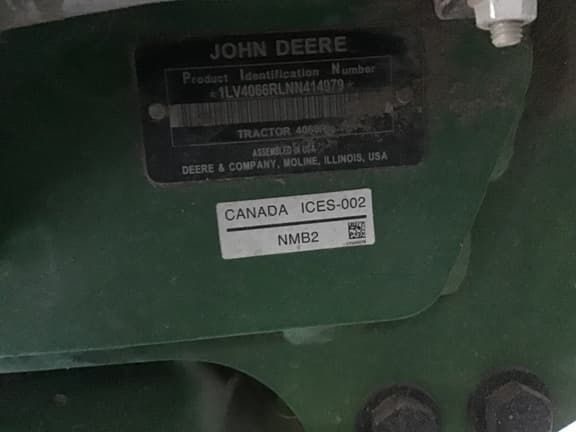 JOHN DEERE
Product Identification Number
*1LV4066RLNN414979*
TRACTOR 4066R
ASSEMBLED IN USA
DEERE & COMPANY, MOLINE, ILLINOIS, USA
CANADA ICES-002
NMB2